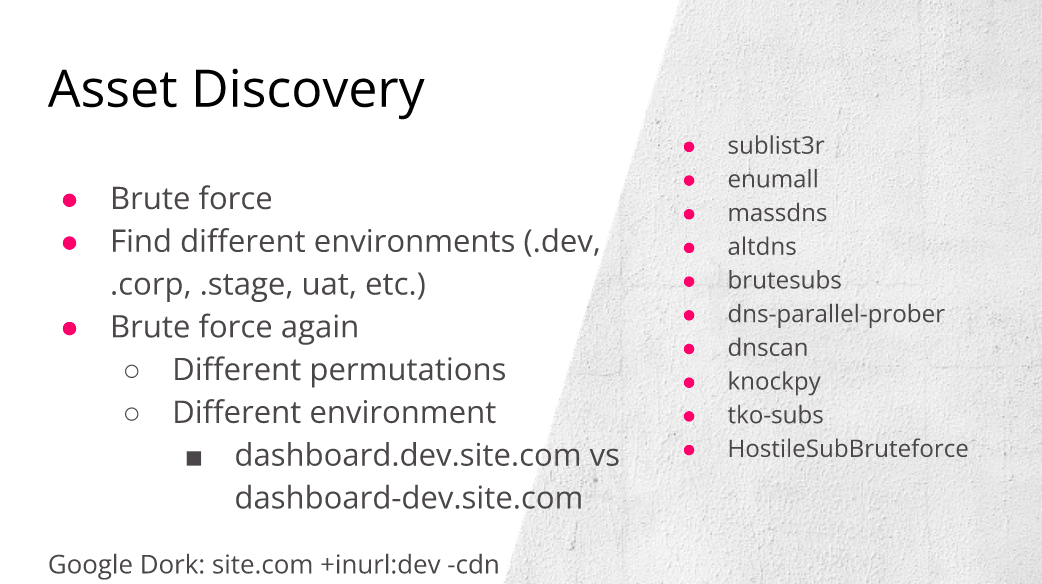 Asset Discovery
● Brute force
● Find different environments (.dev,
.corp, .stage, uat, etc.)
● Brute force again
○ Different permutations
○ Different environment
■ dashboard.dev.site.com vs
dashboard-dev.site.com
Google Dork: site.com +inurl:dev -cdn
● sublist3r
● enumall
● massdns
● altdns
● brutesubs
● dns-parallel-prober
● dnscan
● knockpy
● tko-subs
● HostileSubBruteforce